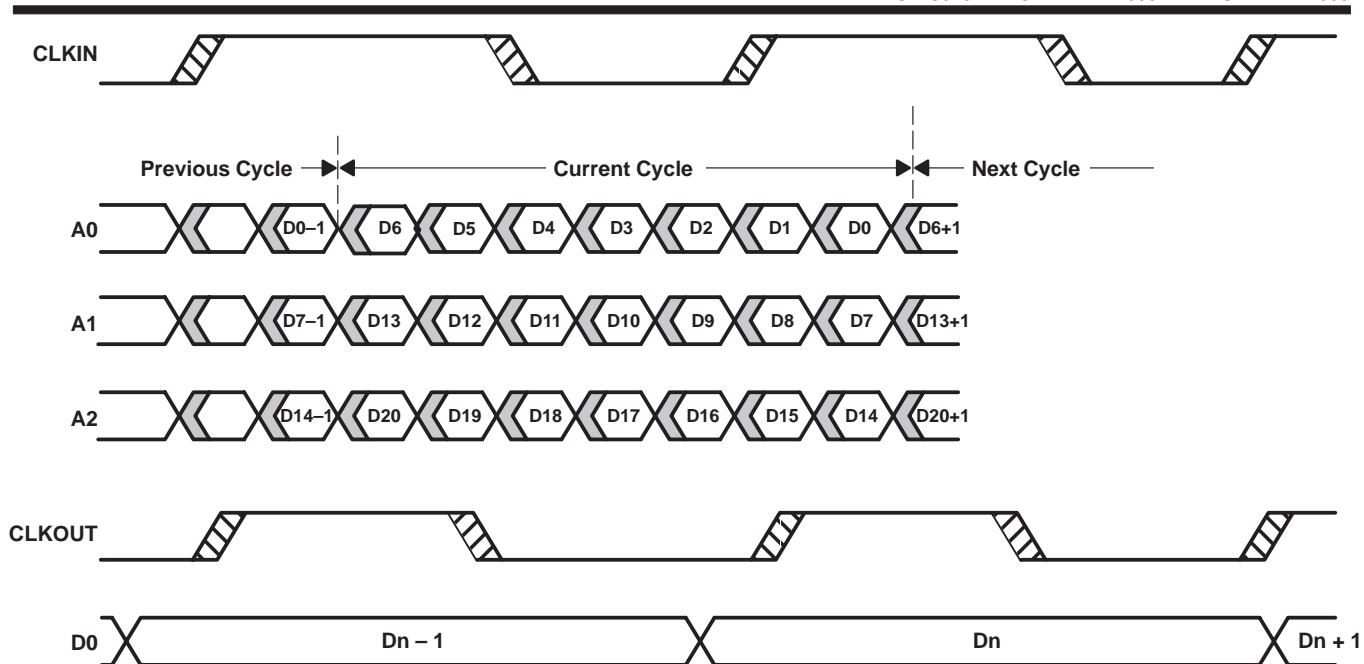 CLKIN
Previous Cycle
Current Cycle
Next Cycle
A0
D0–1
D6
D5
D4
D3
D2
D1
D0
D6+1
A1
D7–1
D13
D12
D11
D10
D9
D8
D7
D13+1
A2
D14–1
D20
D19
D18
D17
D16
D15
D14
D20+1
CLKOUT
D0
Dn – 1
Dn
Dn + 1